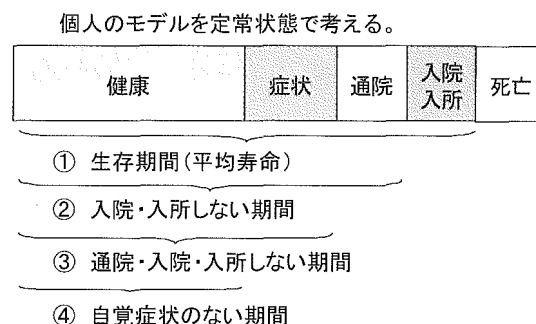 個人のモデルを定常状態で考える。
健康 症状 通院 入院 死亡
入所
① 生存期間(平均寿命)
② 入院・入所しない期間
③ 通院・入院・入所しない期間
④ 自覚症状のない期間